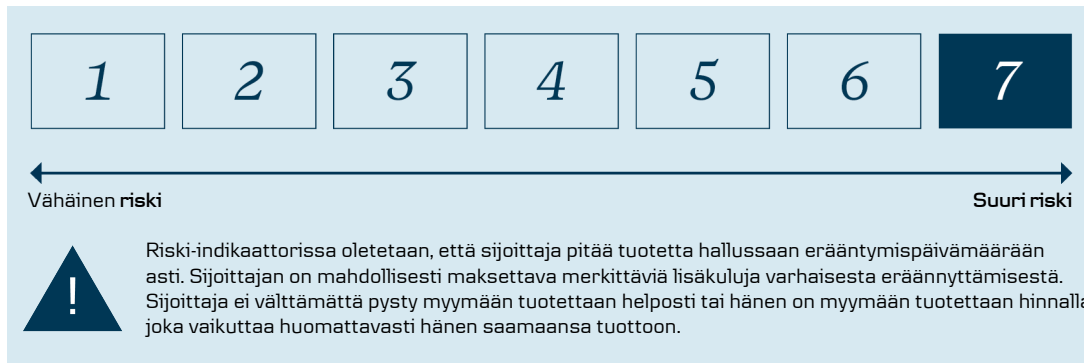 1 2 3 4 5 6 7
Vähäinen riski Suuri riski
Riski-indikaattorissa oletetaan, että sijoittaja pitää tuotetta hallussaan erääntymispäivämäärään
! asti. Sijoittajan on mahdollisesti maksettava merkittäviä lisäkuluja varhaisesta eräännyttämisestä.
Sijoittaja ei välttämättä pysty myymään tuotettaan helposti tai hänen on myymään tuotettaan hinnalla
joka vaikuttaa huomattavasti hänen saamaansa tuottoon.